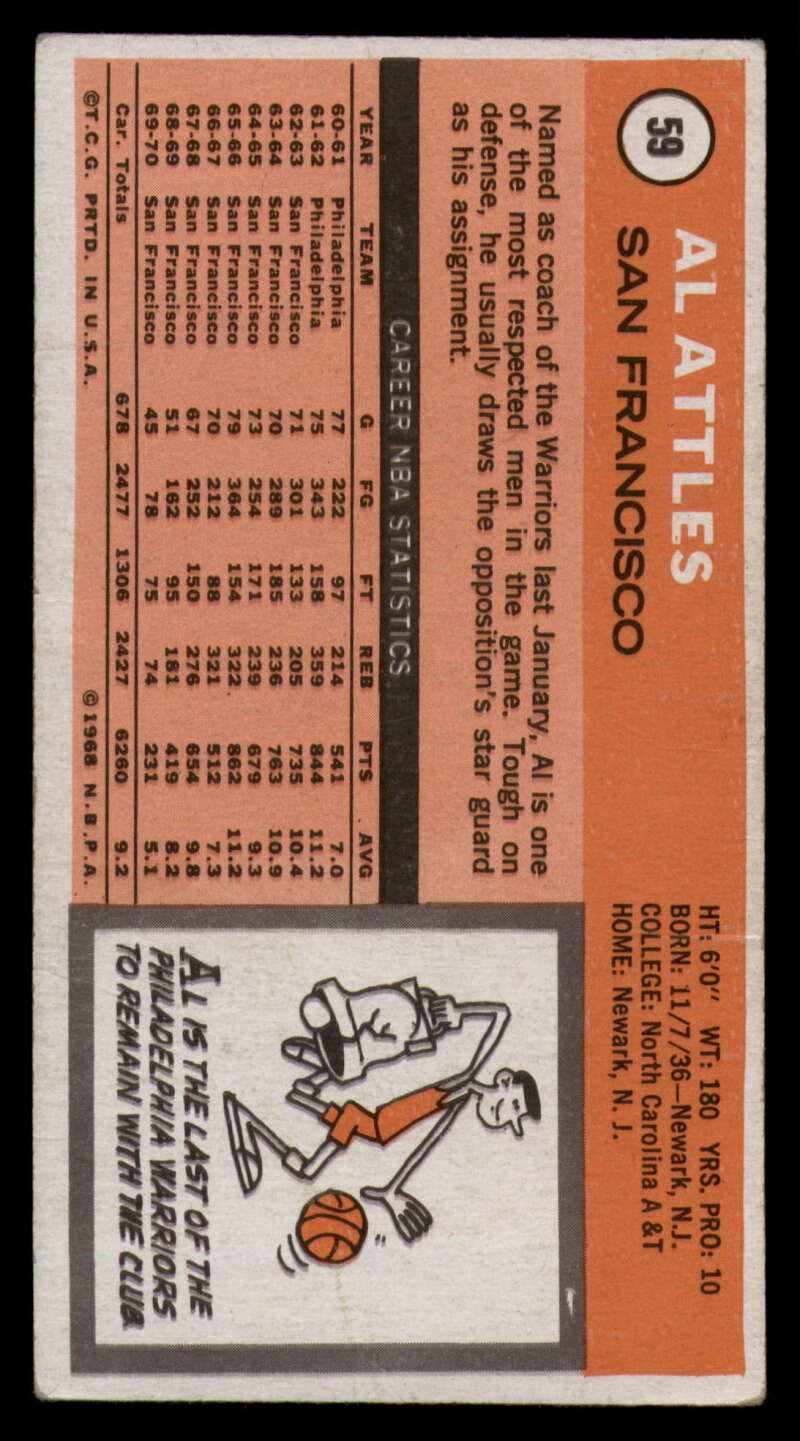 59
AL ATTLES
SAN FRANCISCO
HT: 6'0" WT: 180 YRS. PRO: 10
BORN: 11/7/36—Newark, N.J.
COLLEGE: North Carolina A & T
HOME: Newark, N. J.
Named as coach of the Warriors last January, Al is one
of the most respected men in the game. Tough on
defense, he usually draws the opposition's star guard
as his assignment.
CAREER NBA STATISTICS
YEAR TEAM G FG FT REB PTS AVG
60-61 Philadelphia 77 222 97 214 541 7.0
61-62 Philadelphia 75 343 158 359 844 11.2
62-63 San Francisco 71 301 133 205 735 10.4
63-64 San Francisco 70 289 185 236 763 10.9
64-65 San Francisco 73 254 171 239 679 9.3
65-66 San Francisco 79 364 154 322 862 11.2
66-67 San Francisco 70 212 88 321 512 7.3
67-68 San Francisco 67 252 150 276 654 9.8
68-69 San Francisco 51 162 95 181 419 8.2
69-70 San Francisco 45 78 75 74 231 5.1
Car. Totals 678 2477 1306 2427 6260 9.2
©T.C.G. PRTD. IN U.S.A. ©1968 N.B.P.A.
AL IS THE LAST OF THE
PHILADELPHIA WARRIORS
TO REMAIN WITH THE CLUB.